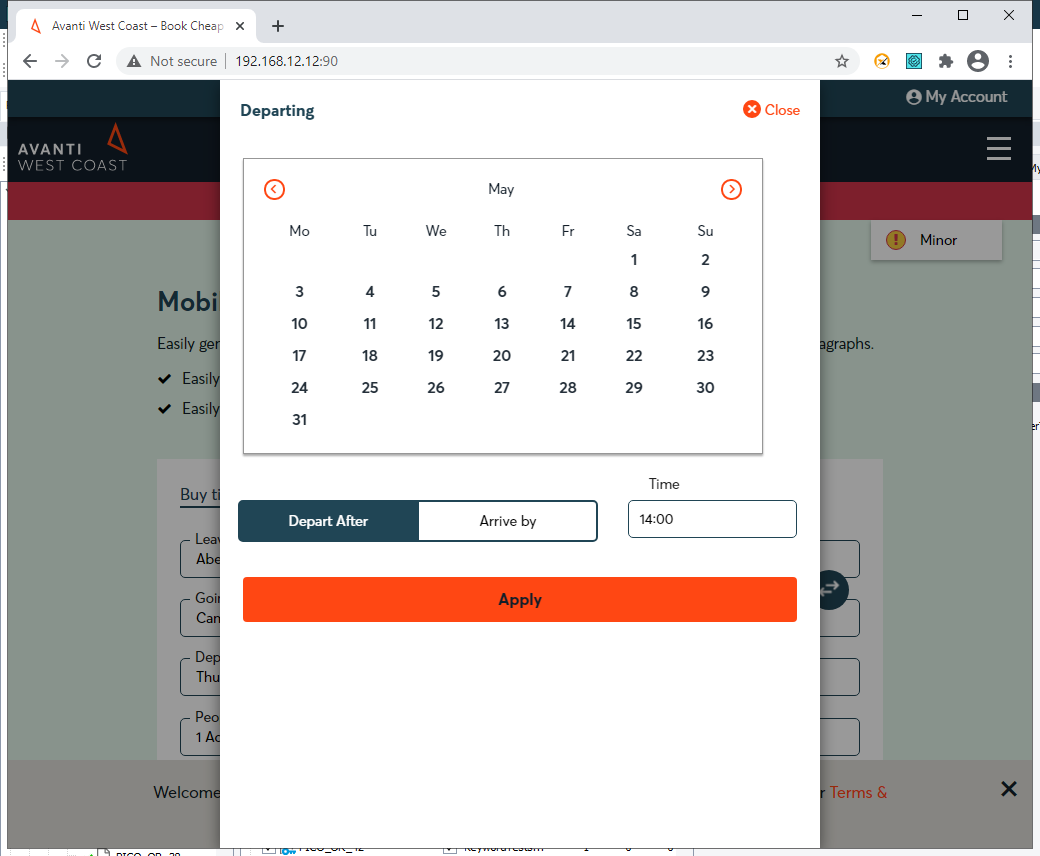 Avanti West Coast – Book Cheap
Not secure
192.168.12.12:90
My Account
Departing
Close
AVANTI
WEST COAST
May
Mo Tu We Th Fr Sa Su
1 2
3 4 5 6 7 8 9
10 11 12 13 14 15 16
17 18 19 20 21 22 23
24 25 26 27 28 29 30
31
Minor
Mobi
Easily ger
agraphs.
Easily
Easily
Time
Buy ti
Depart After
Arrive by
14:00
Leav
Abe
Apply
Goin
Can
Dep
Thu
Peo
1 Ac
Welcome
r Terms &